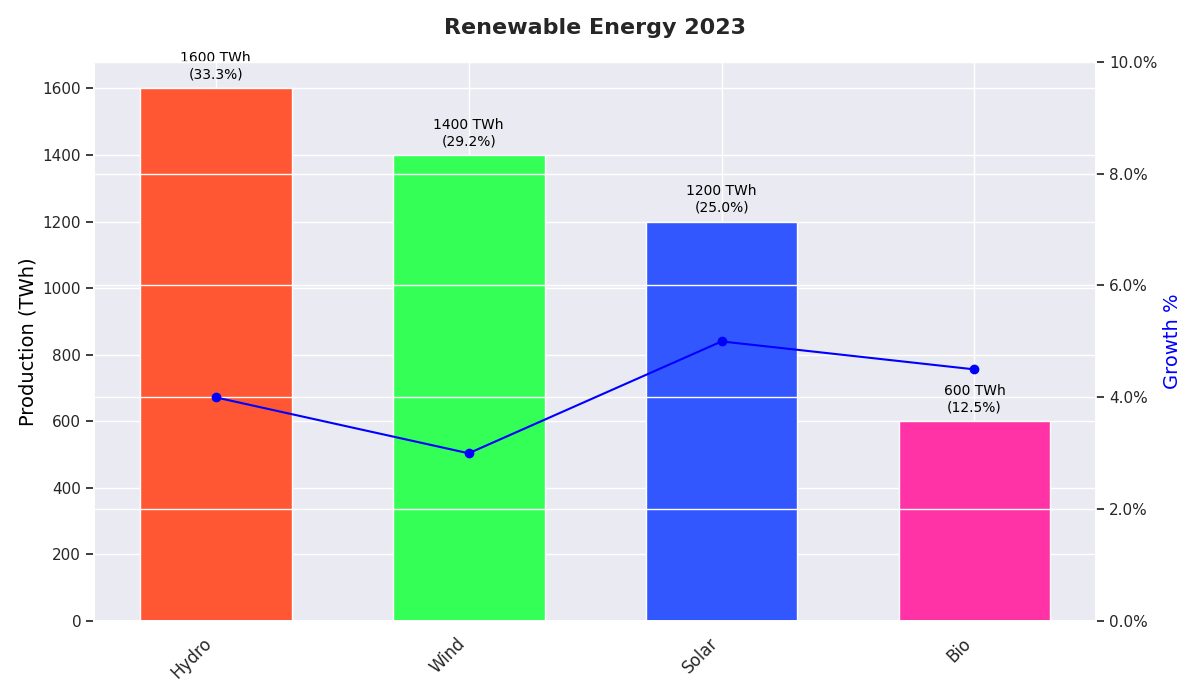 Renewable Energy 2023
1600 TWh
(33.3%)
1400 TWh
(29.2%)
1200 TWh
(25.0%)
600 TWh
(12.5%)
Production (TWh)
1600
1400
1200
1000
800
600
400
200
0
10.0%
8.0%
6.0%
4.0%
2.0%
0.0%
Growth %
Hydro
Wind
Solar
Bio